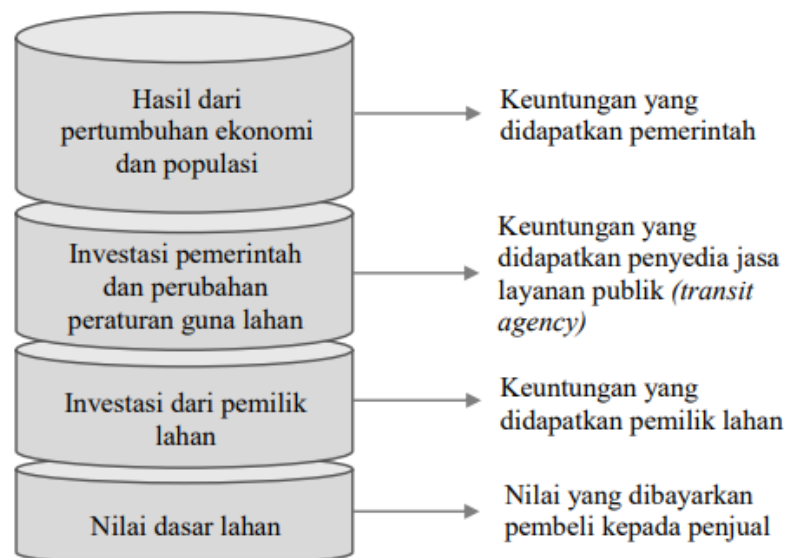 Hasil dari
pertumbuhan ekonomi
dan populasi
Keuntungan yang
didapatkan pemerintah
Investasi pemerintah
dan perubahan
peraturan guna lahan
Keuntungan yang
didapatkan penyedia jasa
layanan publik (transit
agency)
Investasi dari pemilik
lahan
Keuntungan yang
didapatkan pemilik lahan
Nilai dasar lahan
Nilai yang dibayarkan
pembeli kepada penjual